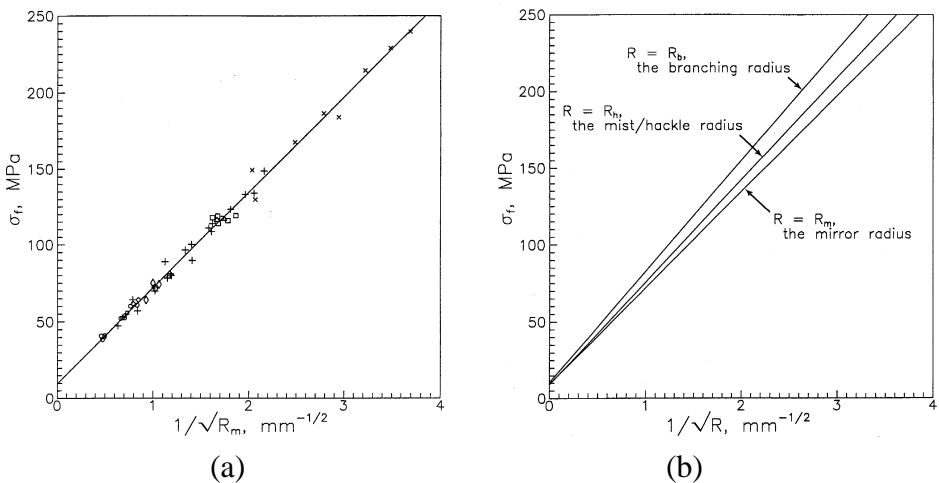 250
200
150
100
50
0
σf, MPa
0 1 2 3 4
1/√Rm, mm−1/2
(a)
250
200
150
100
50
0
σf, MPa
R = Rb,
the branching radius
R = Rh,
the mist/hackle radius
R = Rm,
the mirror radius
0 1 2 3 4
1/√R, mm−1/2
(b)